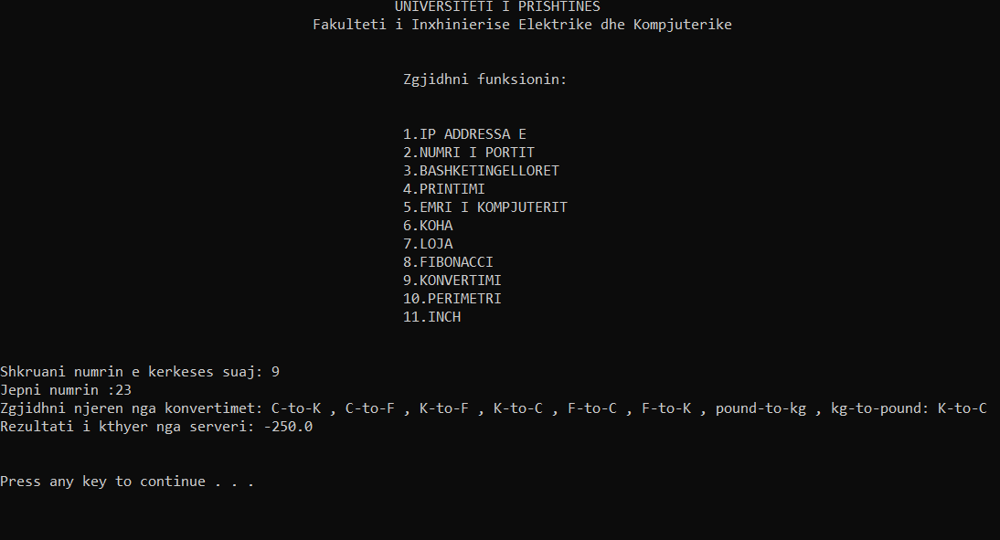 UNIVERSITETI I PRISHTINES
Fakulteti i Inxhinierise Elektrike dhe Kompjuterike
Zgjidhni funksionin:
1.IP ADDRESSA E
2.NUMRI I PORTIT
3.BASHKETINGELLORET
4.PRINTIMI
5.EMRI I KOMPJUTERIT
6.KOHA
7.LOJA
8.FIBONACCI
9.KONVERTIMI
10.PERIMETRI
11.INCH
Shkruani numrin e kerkeses suaj: 9
Jepni numrin :23
Zgjidhni njeren nga konvertimet: C-to-K , C-to-F , K-to-F , K-to-C , F-to-C , F-to-K , pound-to-kg , kg-to-pound: K-to-C
Rezultati i kthyer nga serveri: -250.0
Press any key to continue . . .